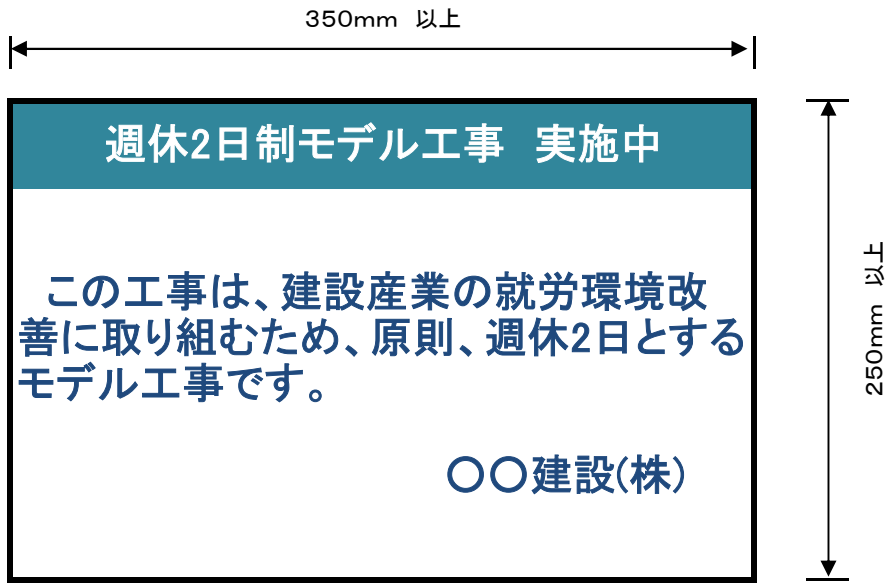 350mm 以上
週休2日制モデル工事　実施中
この工事は、建設産業の就労環境改
善に取り組むため、原則、週休2日とする
モデル工事です。
〇〇建設(株)
250mm 以上